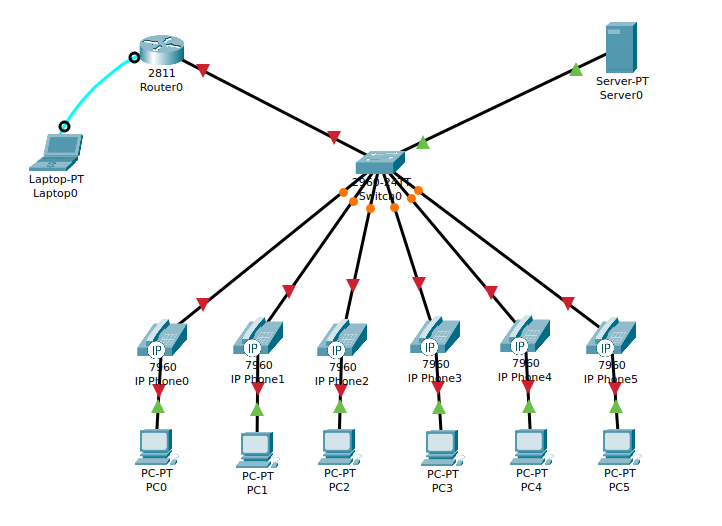 2811
Router0
Server-PT
Server0
Laptop-PT
Laptop0
2960-24TT
Switch0
IP
7960
IP Phone0
IP
7960
IP Phone1
IP
7960
IP Phone2
IP
7960
IP Phone3
IP
7960
IP Phone4
IP
7960
IP Phone5
PC-PT
PC0
PC-PT
PC1
PC-PT
PC2
PC-PT
PC3
PC-PT
PC4
PC-PT
PC5